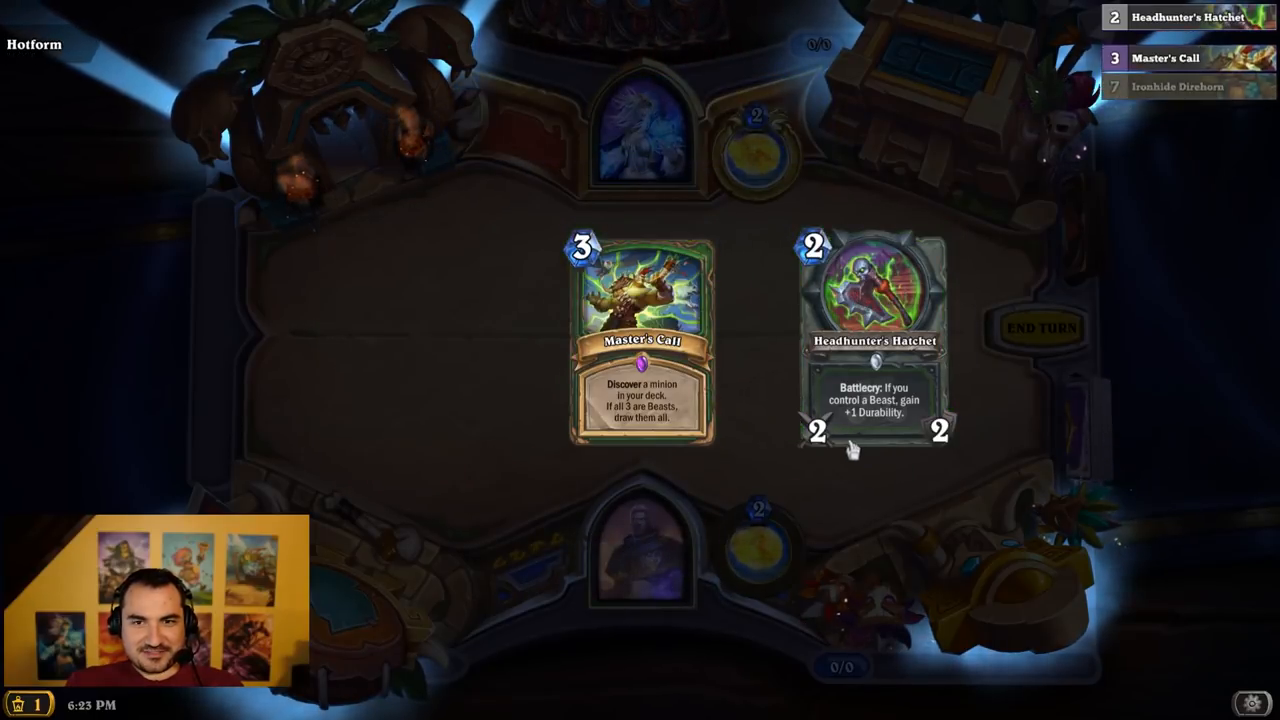 Hotform
0/0
2 Headhunter's Hatchet
3 Master's Call
7 Ironhide Direhorn
2
3
Master's Call
Discover a minion
in your deck.
If all 3 are Beasts,
draw them all.
2
Headhunter's Hatchet
Battlecry: If you
control a Beast, gain
+1 Durability.
2 2
END TURN
2
0/0
1 6:23 PM